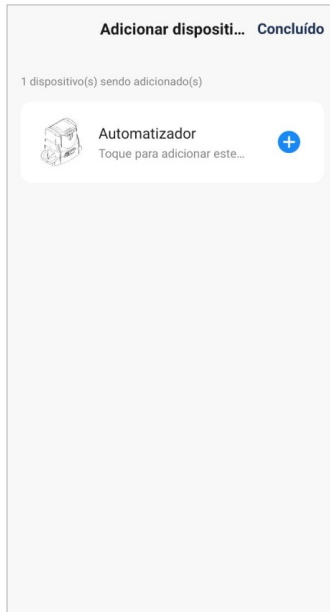 Adicionar dispositi... Concluído
1 dispositivo(s) sendo adicionado(s)
Automatizador
Toque para adicionar este...